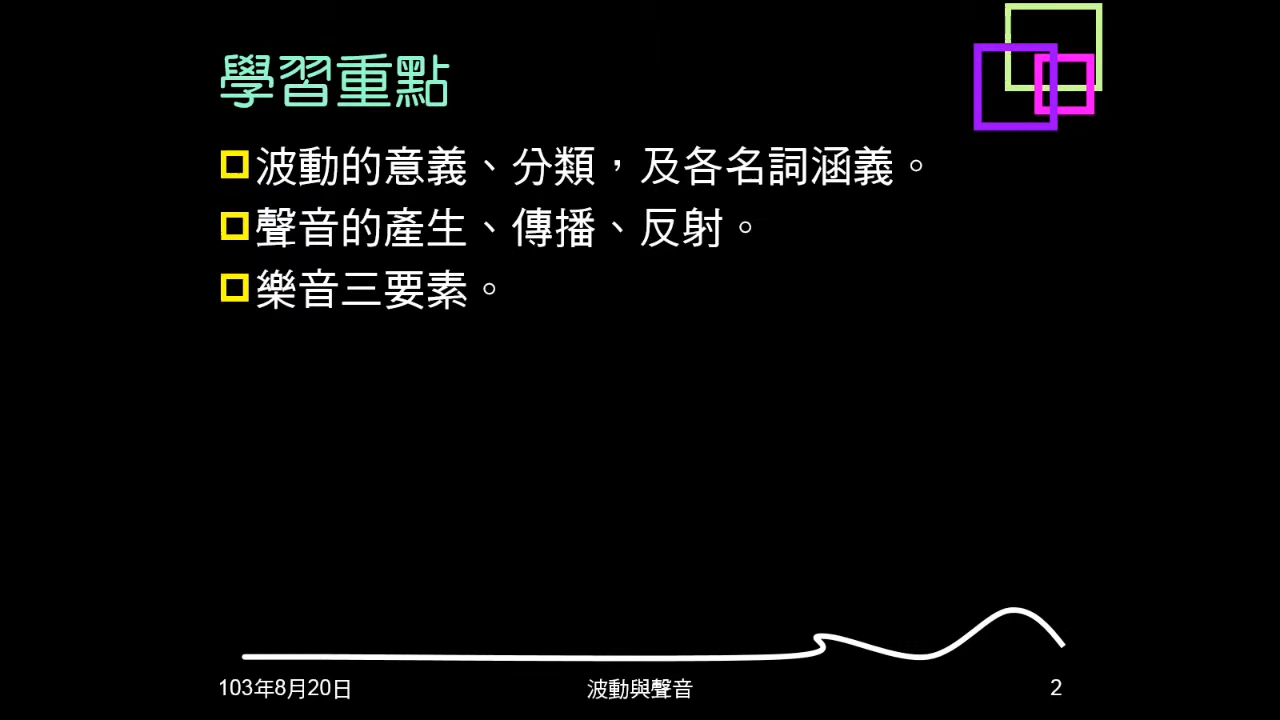 學習重點
波動的意義、分類，及各名詞涵義。
聲音的產生、傳播、反射。
樂音三要素。
103年8月20日
波動與聲音
2